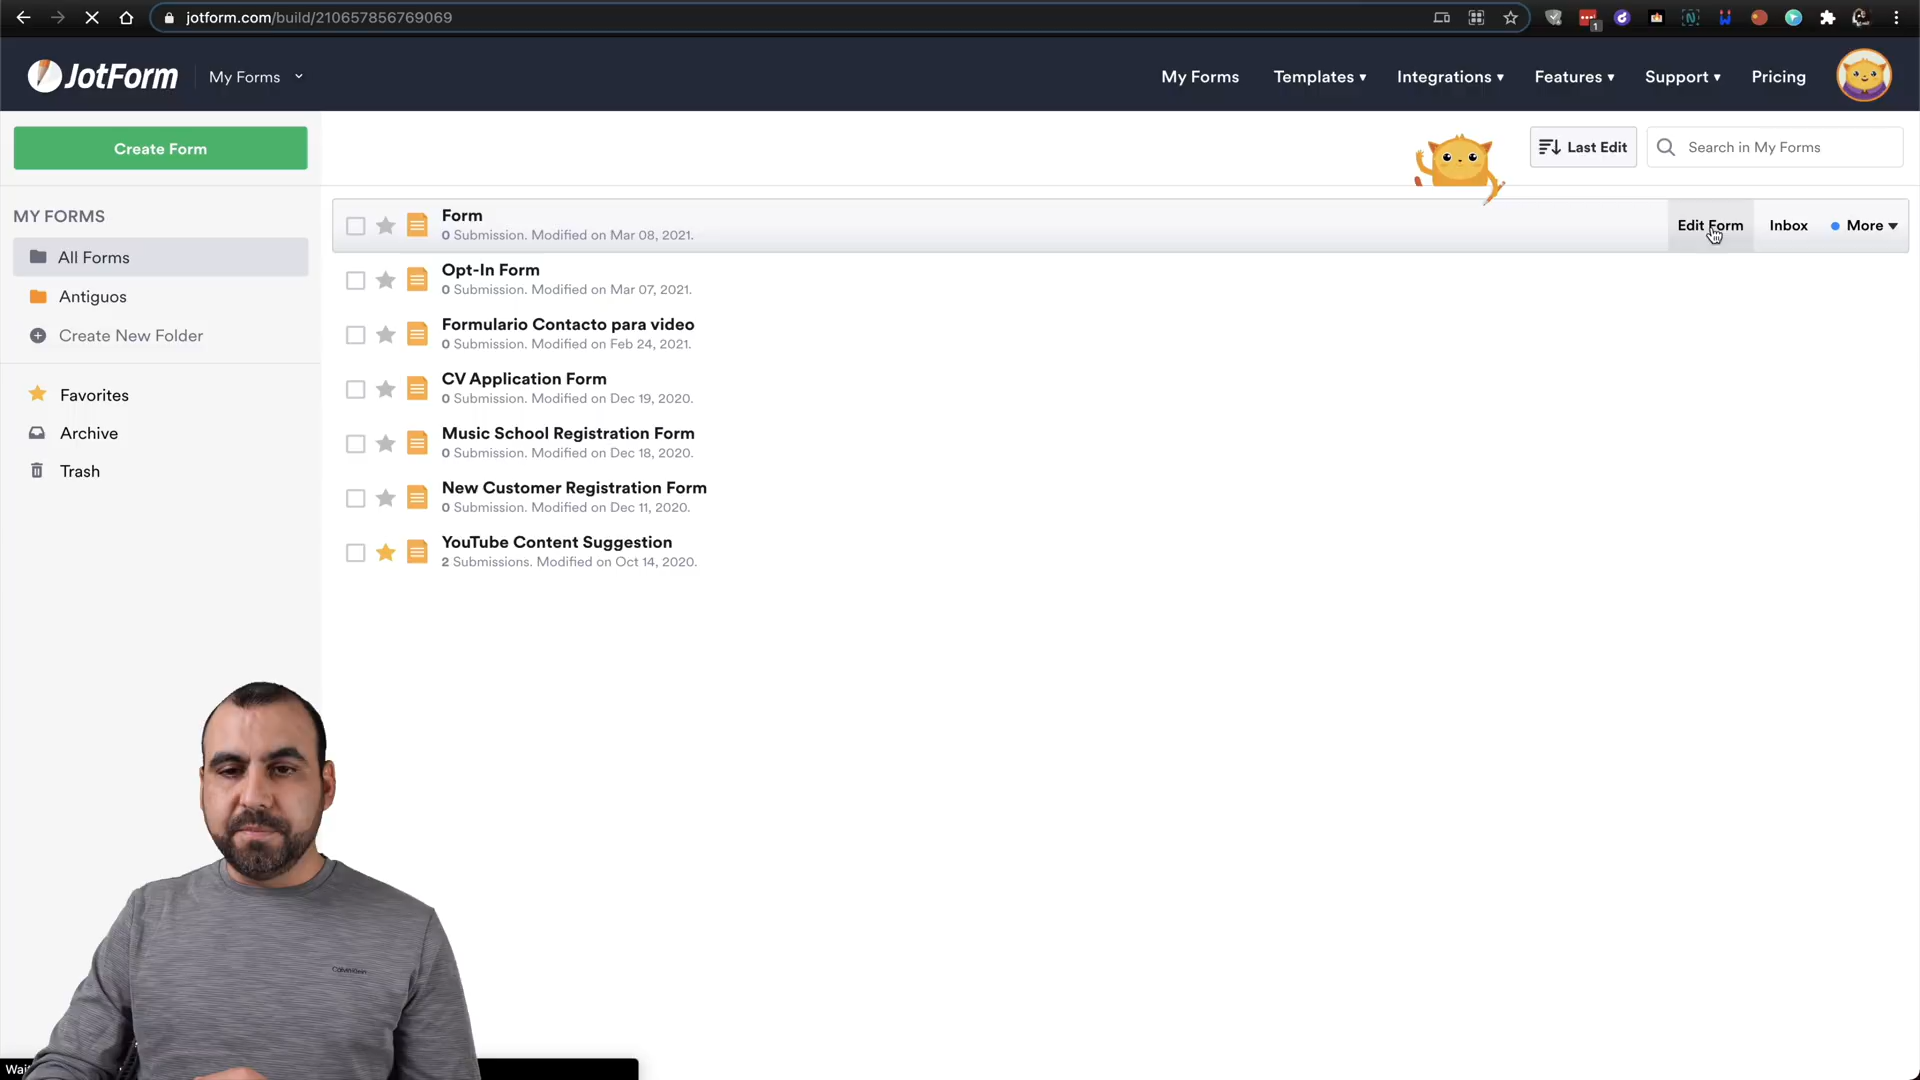 jotform.com/build/210657856769069
1
JotForm
My Forms
My Forms
Templates ▾
Integrations ▾
Features ▾
Support ▾
Pricing
Create Form
Last Edit
Search in My Forms
MY FORMS
All Forms
Antiguos
Create New Folder
Favorites
Archive
Trash
Form
0 Submission. Modified on Mar 08, 2021.
Edit Form
Inbox
More ▾
Opt-In Form
0 Submission. Modified on Mar 07, 2021.
Formulario Contacto para video
0 Submission. Modified on Feb 24, 2021.
CV Application Form
0 Submission. Modified on Dec 19, 2020.
Music School Registration Form
0 Submission. Modified on Dec 18, 2020.
New Customer Registration Form
0 Submission. Modified on Dec 11, 2020.
YouTube Content Suggestion
2 Submissions. Modified on Oct 14, 2020.
Calvin Klein